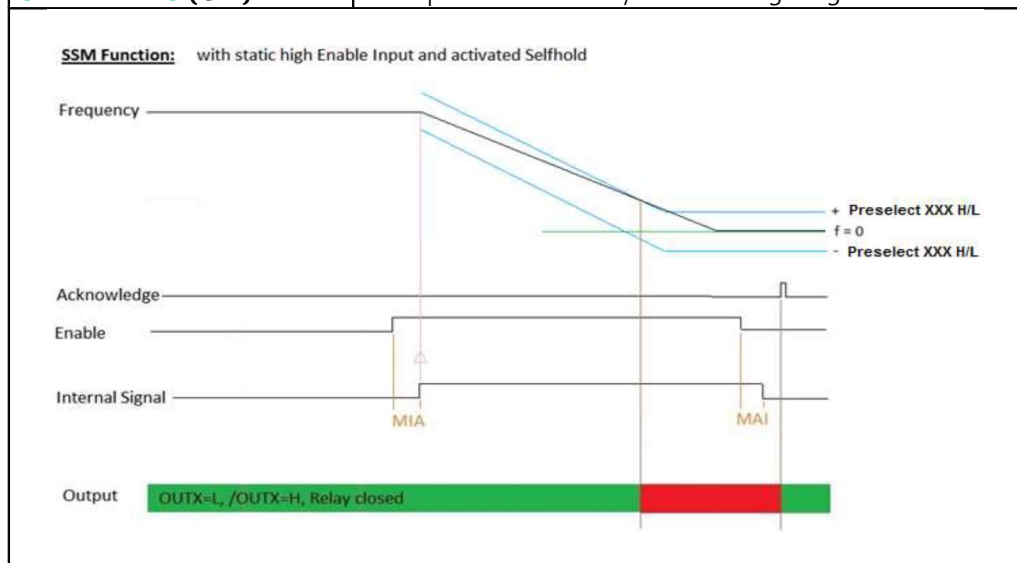 SSM Function: with static high Enable Input and activated Selfhold
Frequency
+ Preselect XXX H/L
f = 0
- Preselect XXX H/L
Acknowledge
Enable
Internal Signal
MIA
MAI
Output
OUTX=L, /OUTX=H, Relay closed